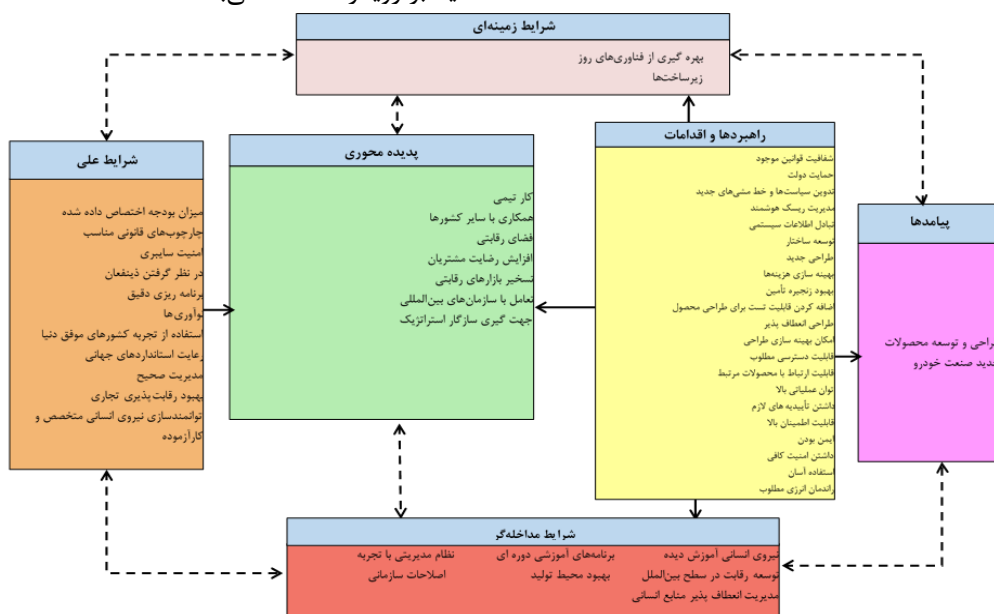 شرایط زمینه‌ای
بهره گیری از فناوری‌های روز
زیرساخت‌ها
شرایط علی
میزان بودجه اختصاص داده شده
چارچوب‌های قانونی مناسب
امنیت سایبری
در نظر گرفتن ذینفعان
برنامه ریزی دقیق
نوآوری‌ها
استفاده از تجربه کشورهای موفق دنیا
رعایت استانداردهای جهانی
مدیریت صحیح
بهبود رقابت‌پذیری تجاری
توانمندسازی نیروی انسانی متخصص و
کارآزموده
پدیده محوری
کار تیمی
همکاری با سایر کشورها
فضای رقابتی
افزایش رضایت مشتریان
تسخیر بازارهای رقابتی
تعامل با سازمان‌های بین‌المللی
جهت گیری سازگار استراتژیک
راهبردها و اقدامات
شفافیت قوانین موجود
حمایت دولت
تدوین سیاست‌ها و خط مشی‌های جدید
مدیریت ریسک هوشمند
تبادل اطلاعات سیستمی
توسعه ساختار
طراحی جدید
بهینه سازی هزینه‌ها
بهبود زنجیره تأمین
اضافه کردن قابلیت تست برای طراحی محصول
طراحی انعطاف پذیر
امکان بهینه سازی طراحی
قابلیت دسترسی مطلوب
قابلیت ارتباط با محصولات مرتبط
توان عملیاتی بالا
داشتن تأییدیه های لازم
قابلیت اطمینان بالا
ایمن بودن
داشتن امنیت کافی
استفاده آسان
راندمان انرژی مطلوب
پیامدها
و توسعه محصولات
صنعت خودرو
شرایط مداخله‌گر
نیروی انسانی آموزش دیده برنامه‌های آموزشی دوره ای نظام مدیریتی با تجربه
توسعه رقابت در سطح بین‌الملل بهبود محیط تولید اصلاحات سازمانی
مدیریت انعطاف پذیر منابع انسانی